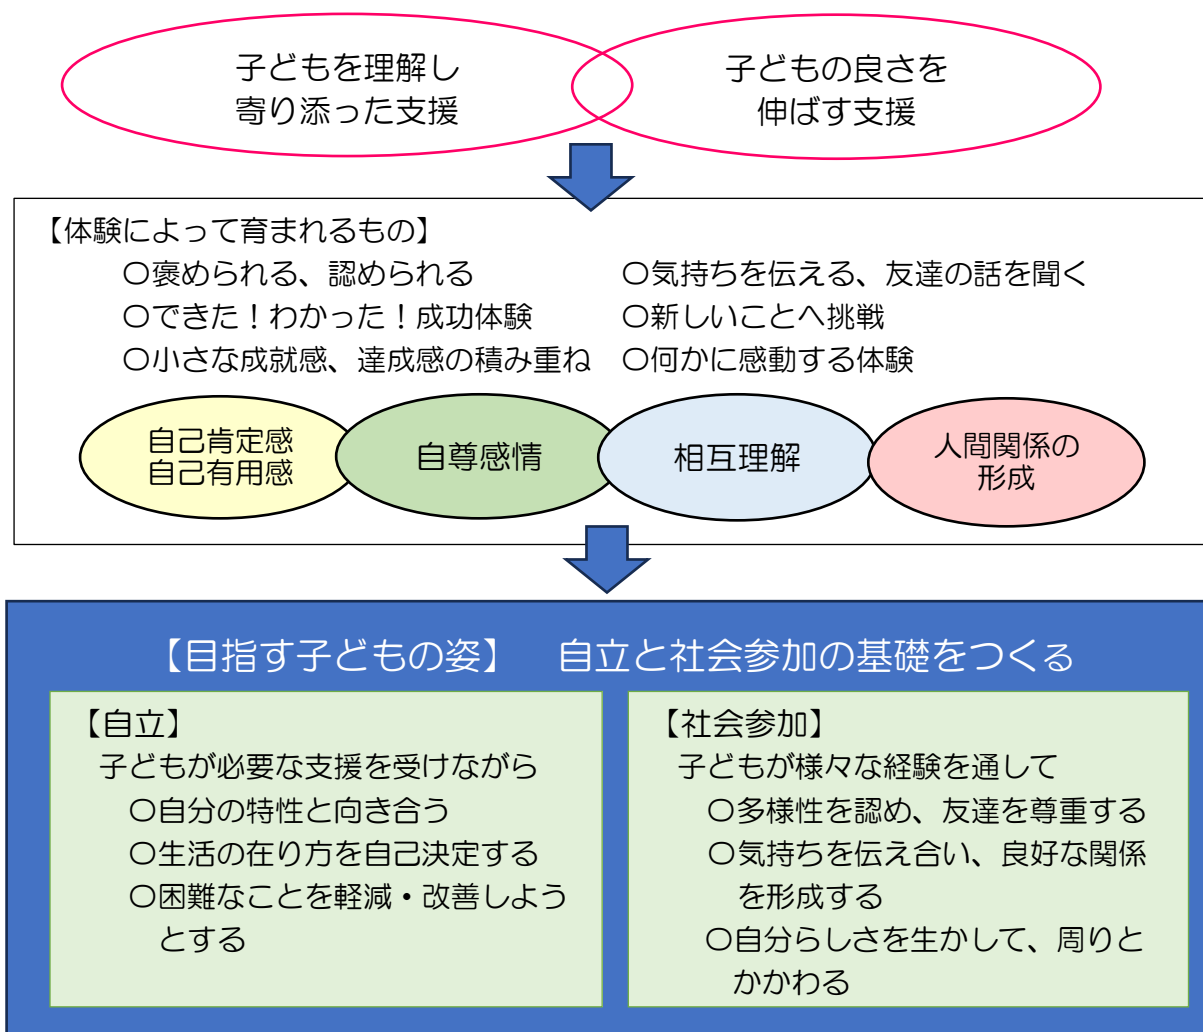 子どもを理解し
寄り添った支援
子どもの良さを
伸ばす支援
【体験によって育まれるもの】
〇褒められる、認められる
〇できた！わかった！成功体験
〇小さな成就感、達成感の積み重ね
〇気持ちを伝える、友達の話を聞く
〇新しいことへ挑戦
〇何かに感動する体験
自己肯定感
自己有用感
自尊感情
相互理解
人間関係の
形成
【目指す子どもの姿】　自立と社会参加の基礎をつくる
【自立】
子どもが必要な支援を受けながら
〇自分の特性と向き合う
〇生活の在り方を自己決定する
〇困難なことを軽減・改善しよう
とする
【社会参加】
子どもが様々な経験を通して
〇多様性を認め、友達を尊重する
〇気持ちを伝え合い、良好な関係
を形成する
〇自分らしさを生かして、周りと
かかわる